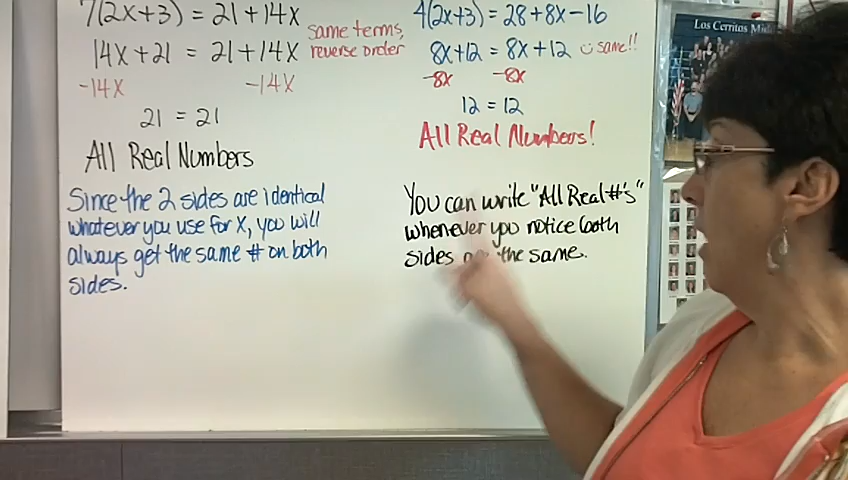 7(2x+3) = 21+14x
14x+21 = 21+14x
same terms,
reverse order
-14x -14x
21 = 21
All Real Numbers
Since the 2 sides are identical
whatever you use for x, you will
always get the same # on both
sides.
4(2x+3) = 28+8x-16
8x+12 = 8x+12 ☺ same!!
-8x -8x
12 = 12
All Real Numbers!
You can write "All Real #'s"
whenever you notice both
sides the same.
Los Cerritos